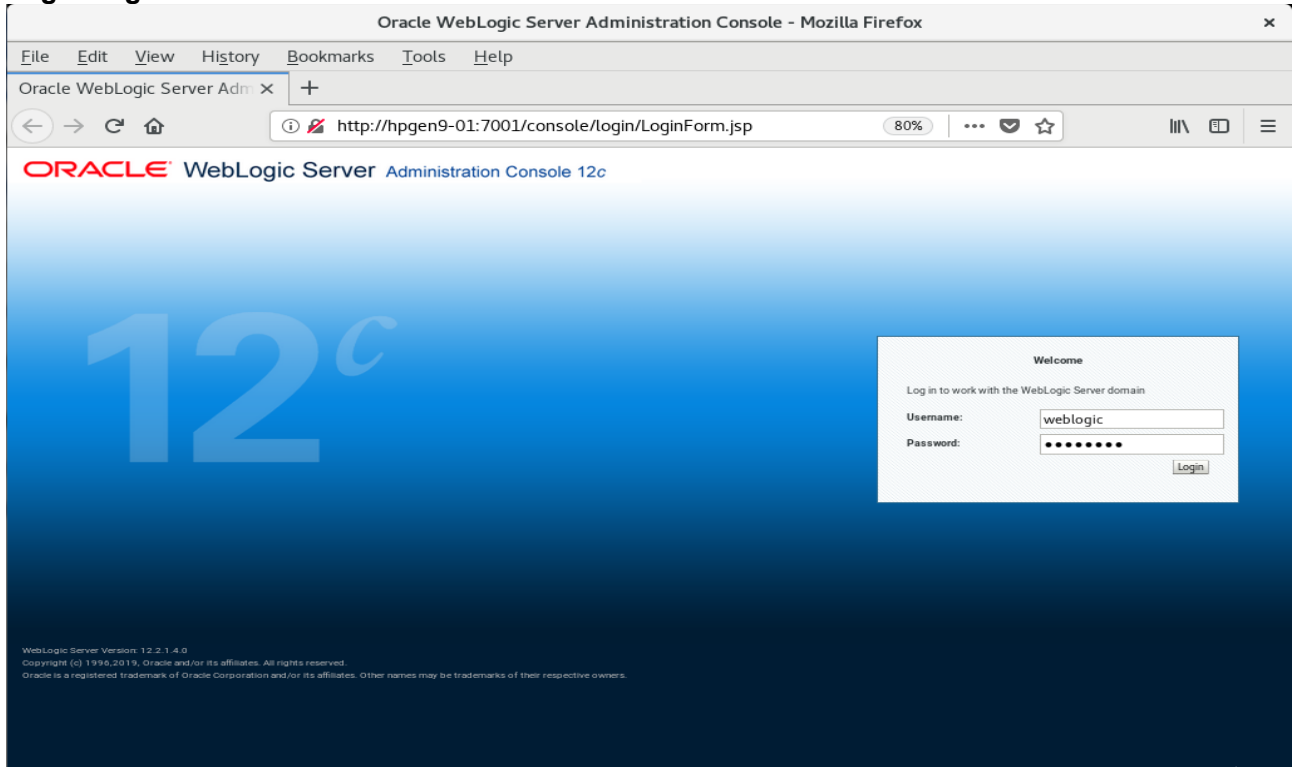 Oracle WebLogic Server Administration Console - Mozilla Firefox ×
File Edit View History Bookmarks Tools Help
Oracle WebLogic Server Adm × +
http://hpgen9-01:7001/console/login/LoginForm.jsp 80%
ORACLE WebLogic Server Administration Console 12c
12c
Welcome
Log in to work with the WebLogic Server domain
Username: weblogic
Password: ••••••••
Login
WebLogic Server Version: 12.2.1.4.0
Copyright (c) 1996,2019, Oracle and/or its affiliates. All rights reserved.
Oracle is a registered trademark of Oracle Corporation and/or its affiliates. Other names may be trademarks of their respective owners.